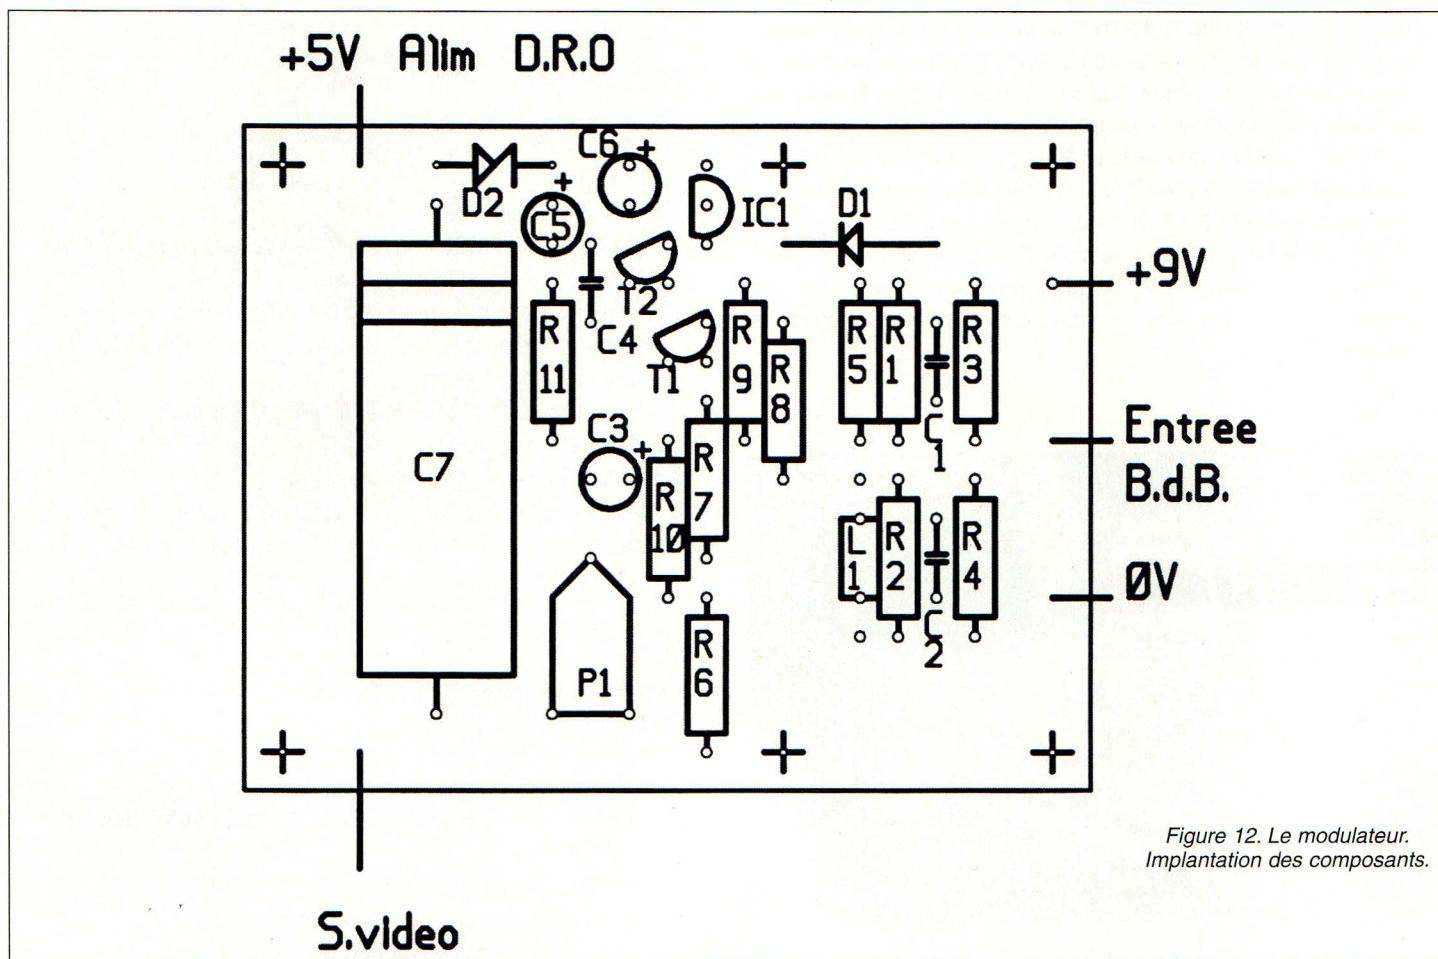 +5V Alim D.R.O
C6
+
D2
+
C5
IC1
D1
+9V
T2
C4
R
11
T1
R
9
R
8
R
5
R
1
R
3
C
1
Entree
B.d.B.
C3
+
C7
R
7
R
10
L
1
R
2
R
4
C
2
ØV
P1
R
6
Figure 12. Le modulateur.
Implantation des composants.
S.video